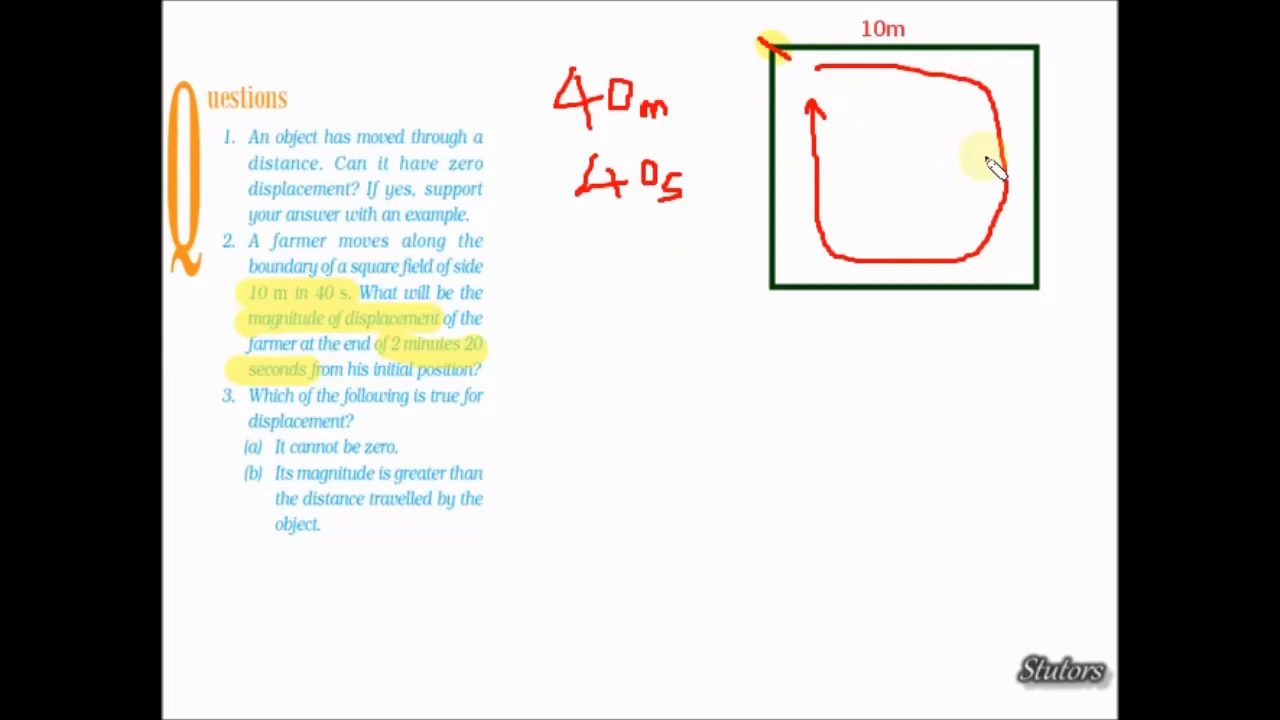 Questions
1. An object has moved through a
distance. Can it have zero
displacement? If yes, support
your answer with an example.
2. A farmer moves along the
boundary of a square field of side
10 m in 40 s. What will be the
magnitude of displacement of the
farmer at the end of 2 minutes 20
seconds from his initial position?
3. Which of the following is true for
displacement?
(a) It cannot be zero.
(b) Its magnitude is greater than
the distance travelled by the
object.
40m
40s
10m
Stutors